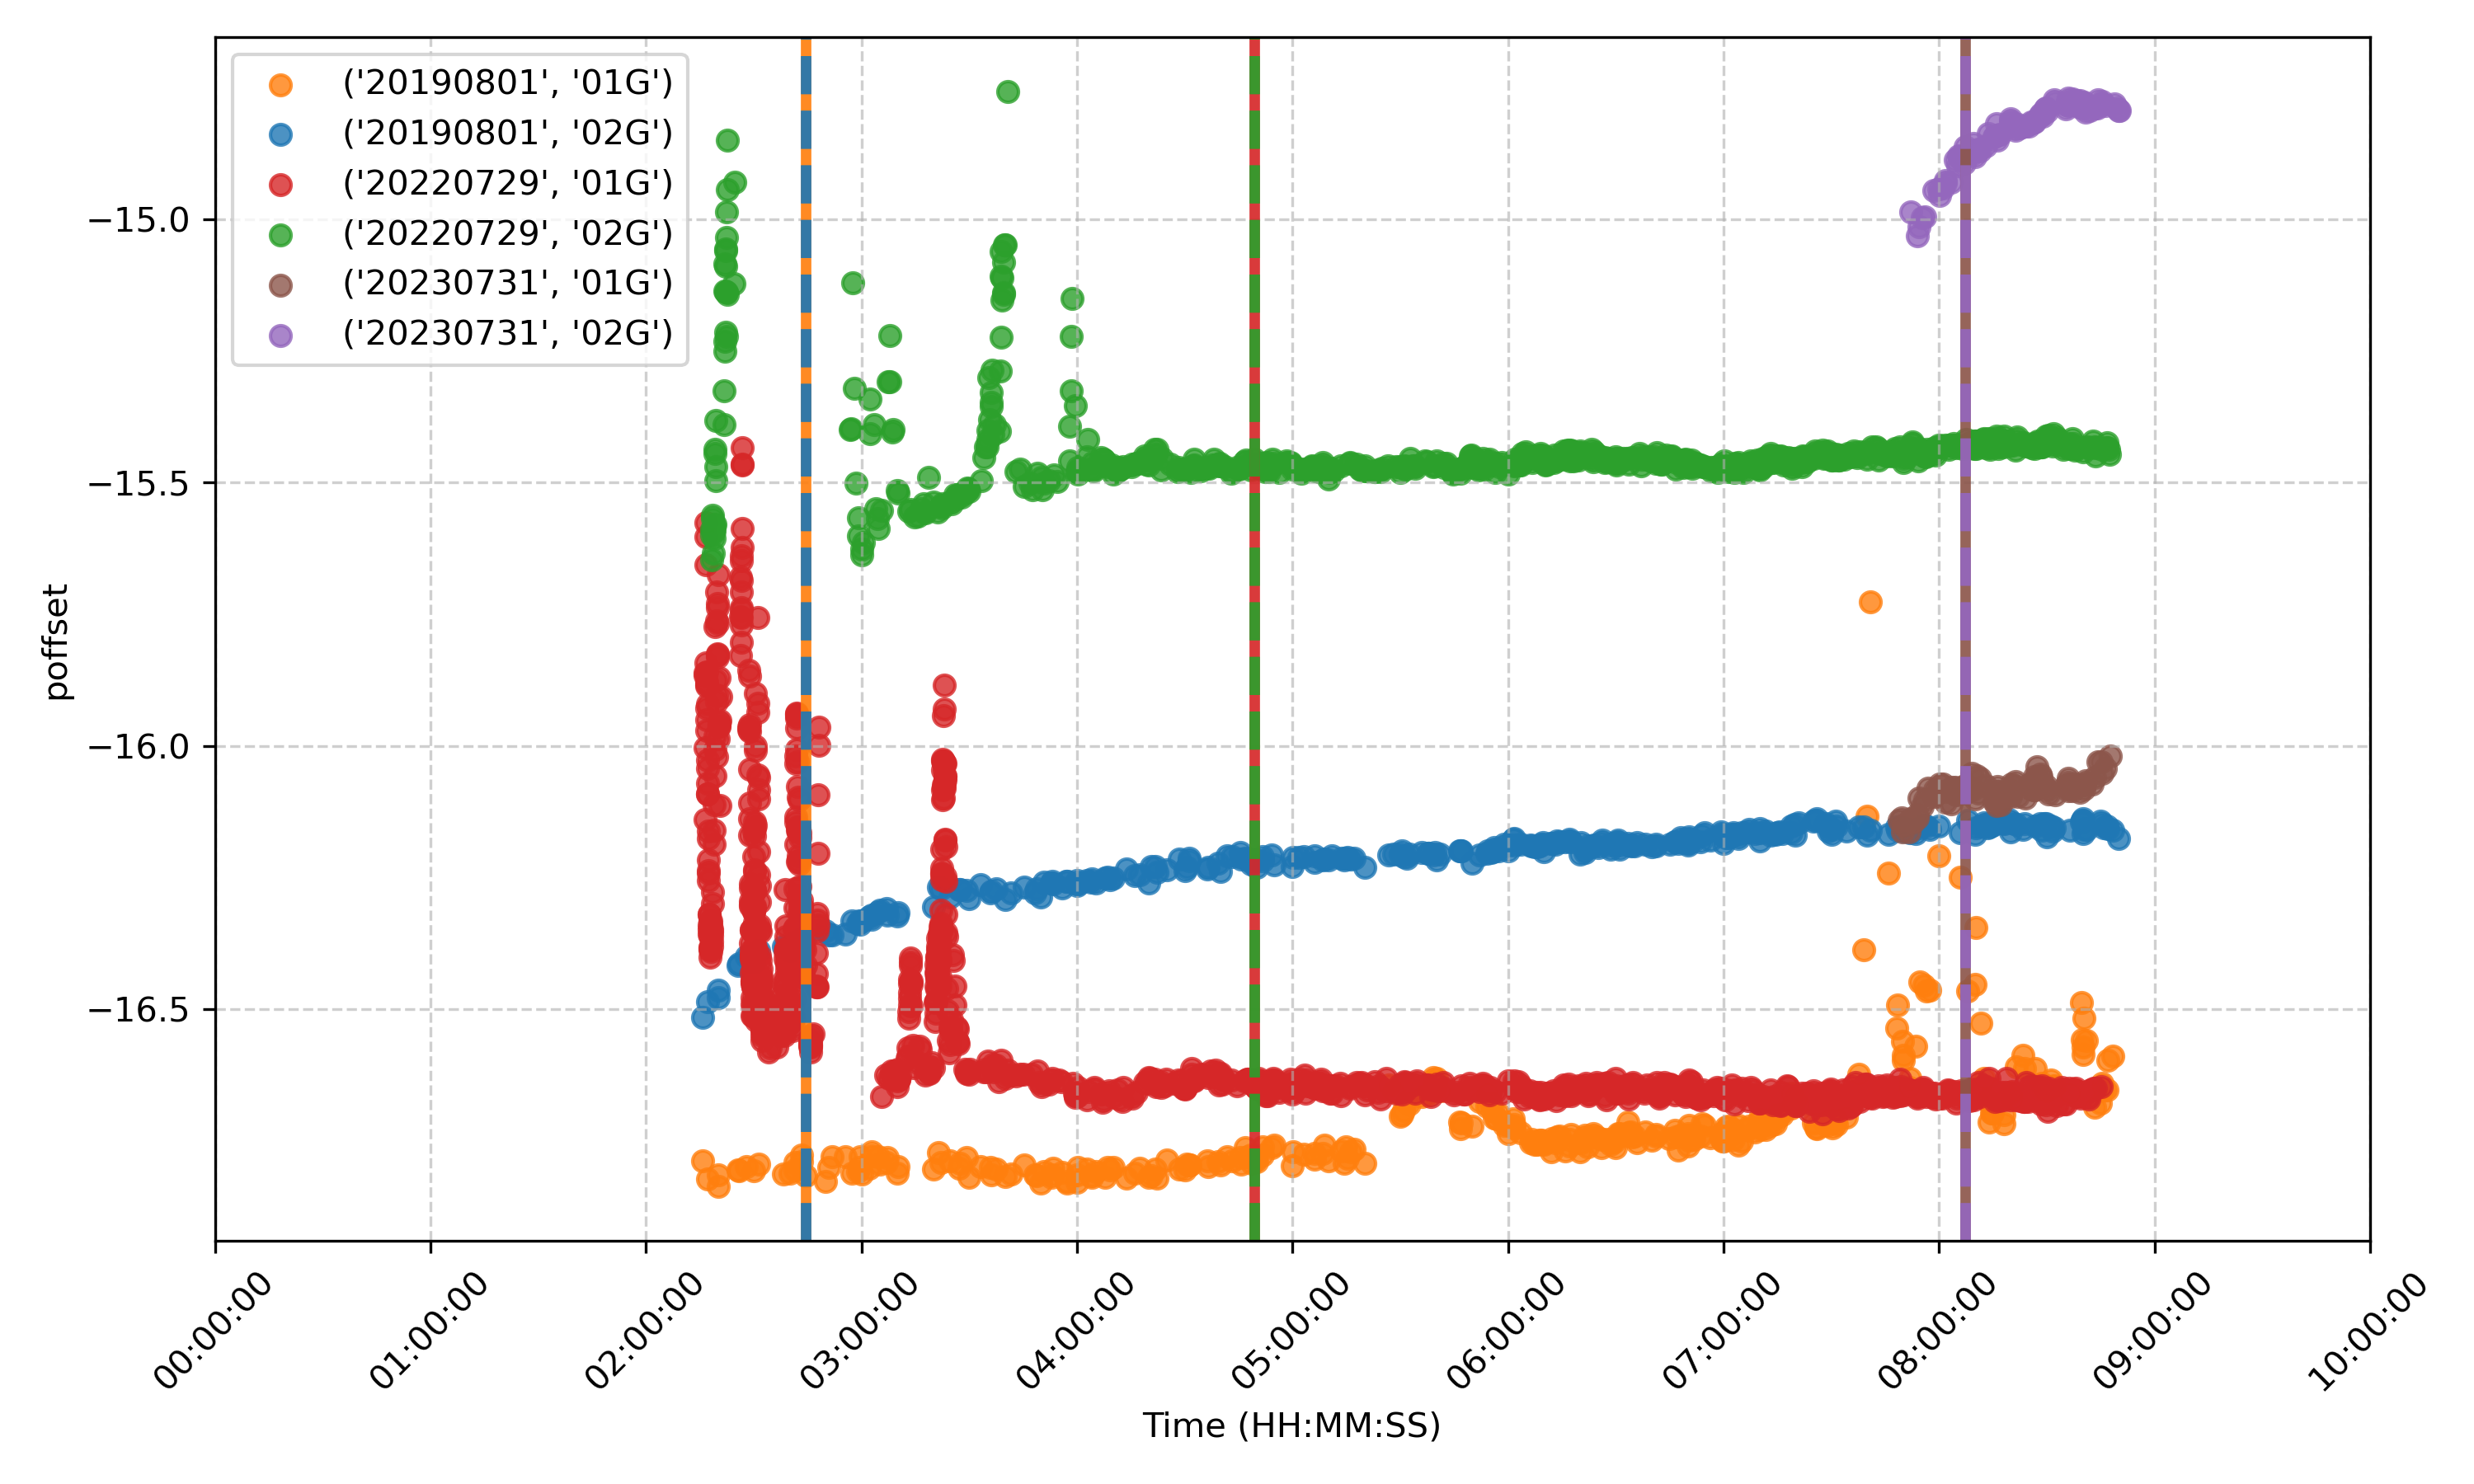 ('20190801', '01G')
('20190801', '02G')
('20220729', '01G')
('20220729', '02G')
('20230731', '01G')
('20230731', '02G')
−15.0
−15.5
−16.0
−16.5
poffset
00:00:00
01:00:00
02:00:00
03:00:00
04:00:00
05:00:00
06:00:00
07:00:00
08:00:00
09:00:00
10:00:00
Time (HH:MM:SS)